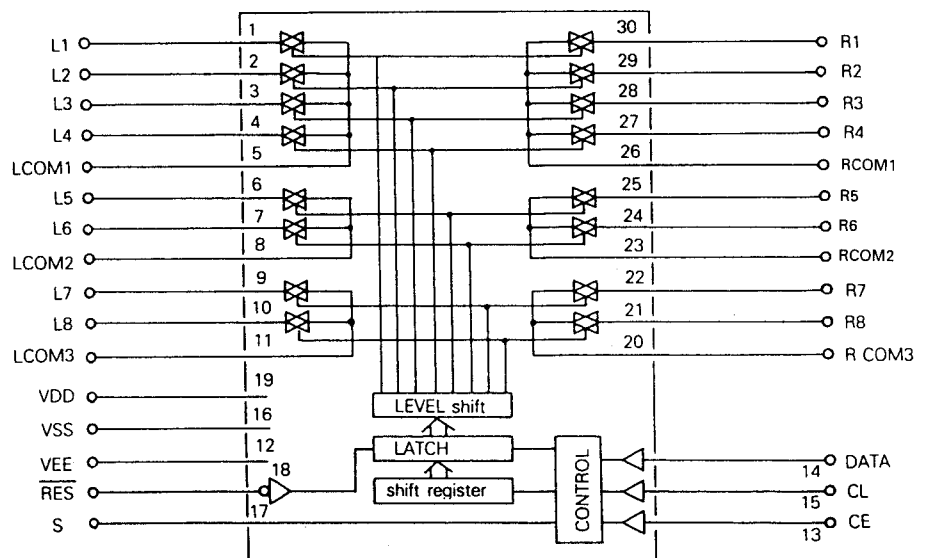 1 30
L1 R1
2 29
L2 R2
3 28
L3 R3
4 27
L4 R4
5 26
LCOM1 RCOM1
6 25
L5 R5
7 24
L6 R6
8 23
LCOM2 RCOM2
9 22
L7 R7
10 21
L8 R8
11 20
LCOM3 R COM3
19
VDD
LEVEL shift
16
VSS
12
LATCH
VEE
18
14 DATA
RES
shift register
CONTROL
17
15 CL
S
13 CE